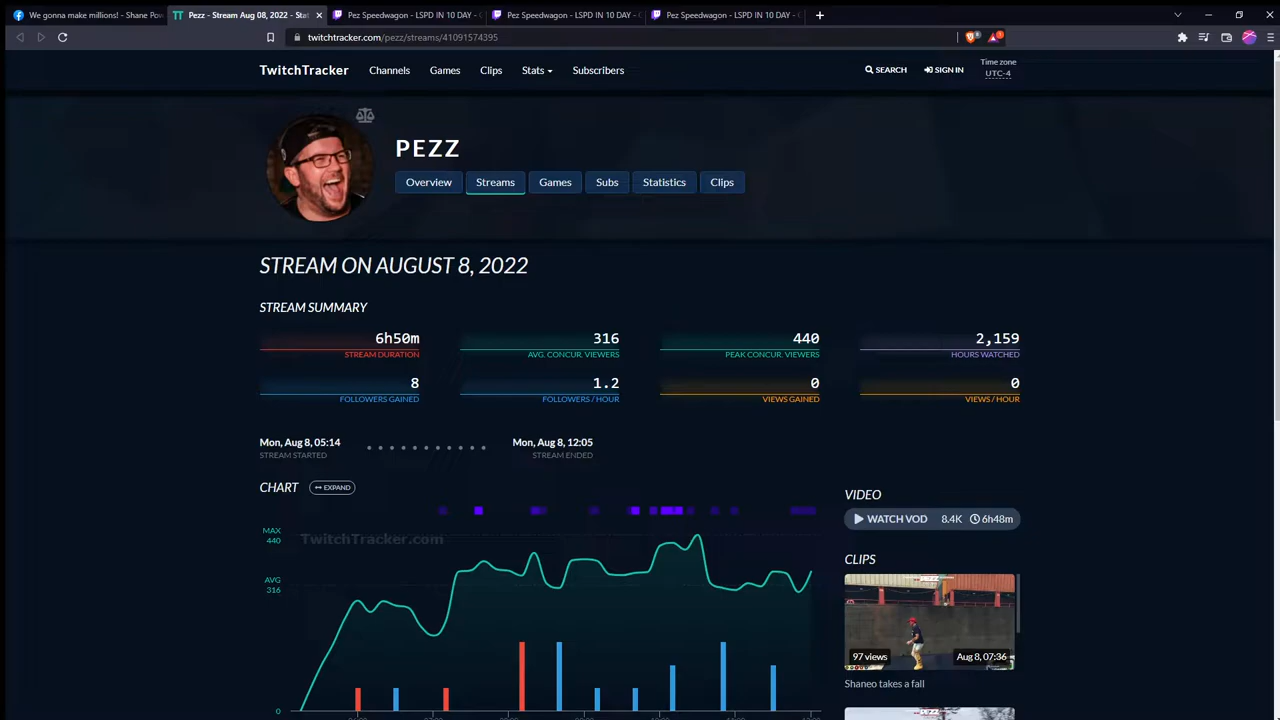 We gonna make millions! - Shane Pow
Pezz - Stream Aug 08, 2022 - Stat
Pez Speedwagon - LSPD IN 10 DAY -
Pez Speedwagon - LSPD IN 10 DAY -
Pez Speedwagon - LSPD IN 10 DAY -
twitchtracker.com/pezz/streams/41091574395
TwitchTracker
Channels
Games
Clips
Stats
Subscribers
SEARCH
SIGN IN
Time zone
UTC-4
PEZZ
Overview
Streams
Games
Subs
Statistics
Clips
STREAM ON AUGUST 8, 2022
STREAM SUMMARY
6h50m
316
440
2,159
STREAM DURATION
AVG. CONCUR. VIEWERS
PEAK CONCUR. VIEWERS
HOURS WATCHED
8
1.2
0
0
FOLLOWERS GAINED
FOLLOWERS / HOUR
VIEWS GAINED
VIEWS / HOUR
Mon, Aug 8, 05:14
Mon, Aug 8, 12:05
STREAM STARTED
STREAM ENDED
CHART
EXPAND
MAX
440
TwitchTracker.com
AVG
316
0
VIDEO
WATCH VOD 8.4K 6h48m
CLIPS
PEZZ
97 views
Aug 8, 07:36
Shaneo takes a fall
PEZZ